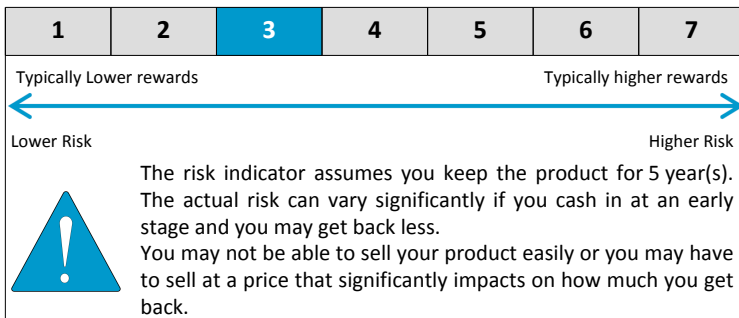 1 2 3 4 5 6 7
Typically Lower rewards Typically higher rewards
Lower Risk Higher Risk
The risk indicator assumes you keep the product for 5 year(s).
The actual risk can vary significantly if you cash in at an early
stage and you may get back less.
You may not be able to sell your product easily or you may have
to sell at a price that significantly impacts on how much you get
back.